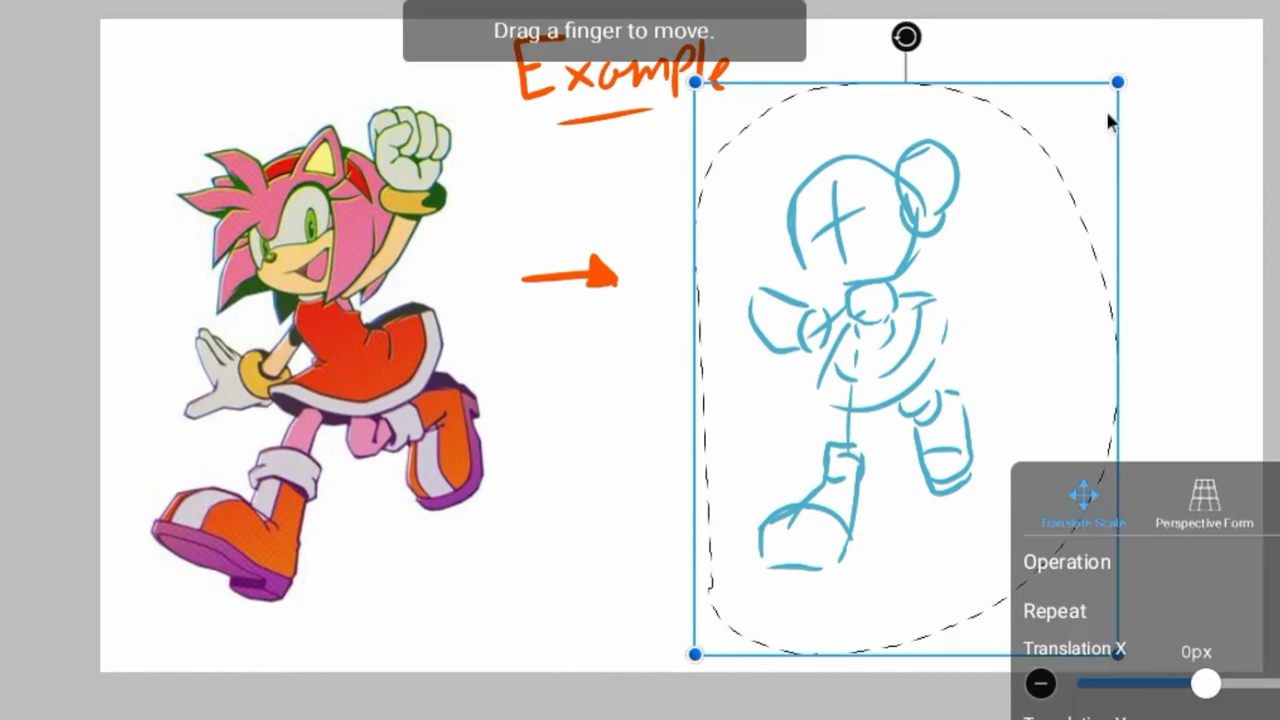 Drag a finger to move.
Example
Translate Scale
Perspective Form
Operation
Repeat
Translation X
0px